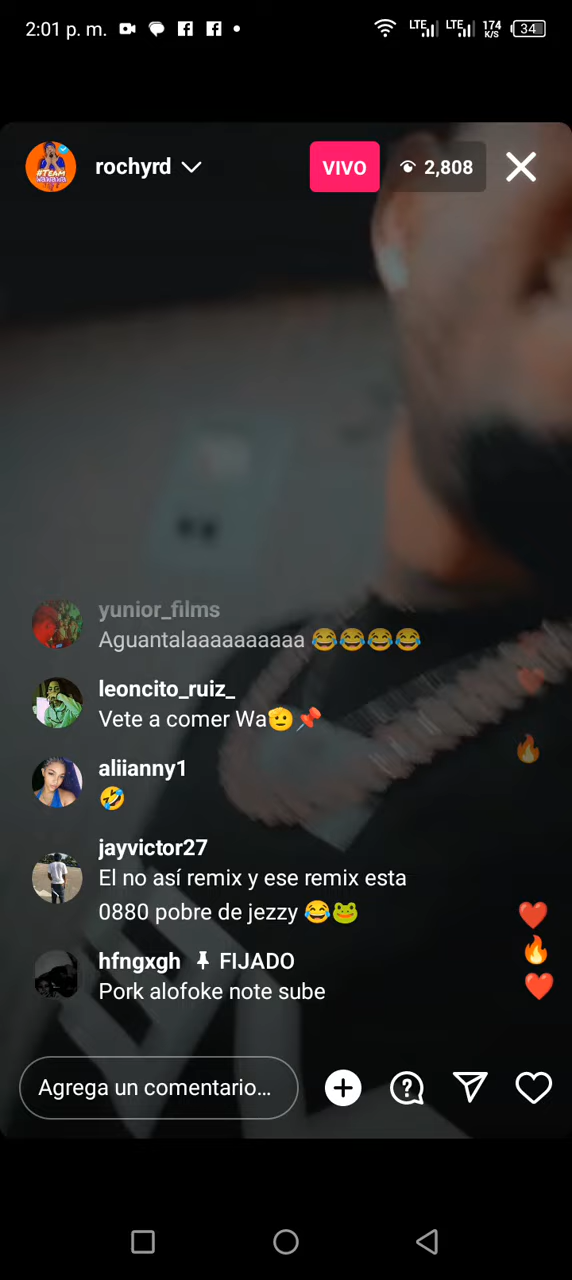 2:01 p. m.
LTE LTE 174 K/S 34
rochyrd VIVO 2,808
#TEAM
WAWAWA
yunior_films
Aguantalaaaaaaaaaa 😂😂😂😂
leoncito_ruiz_
Vete a comer Wa🫡📌
aliianny1
🤣
jayvictor27
El no así remix y ese remix esta
0880 pobre de jezzy 😂🐸
hfngxgh 📌 FIJADO
Pork alofoke note sube
Agrega un comentario...